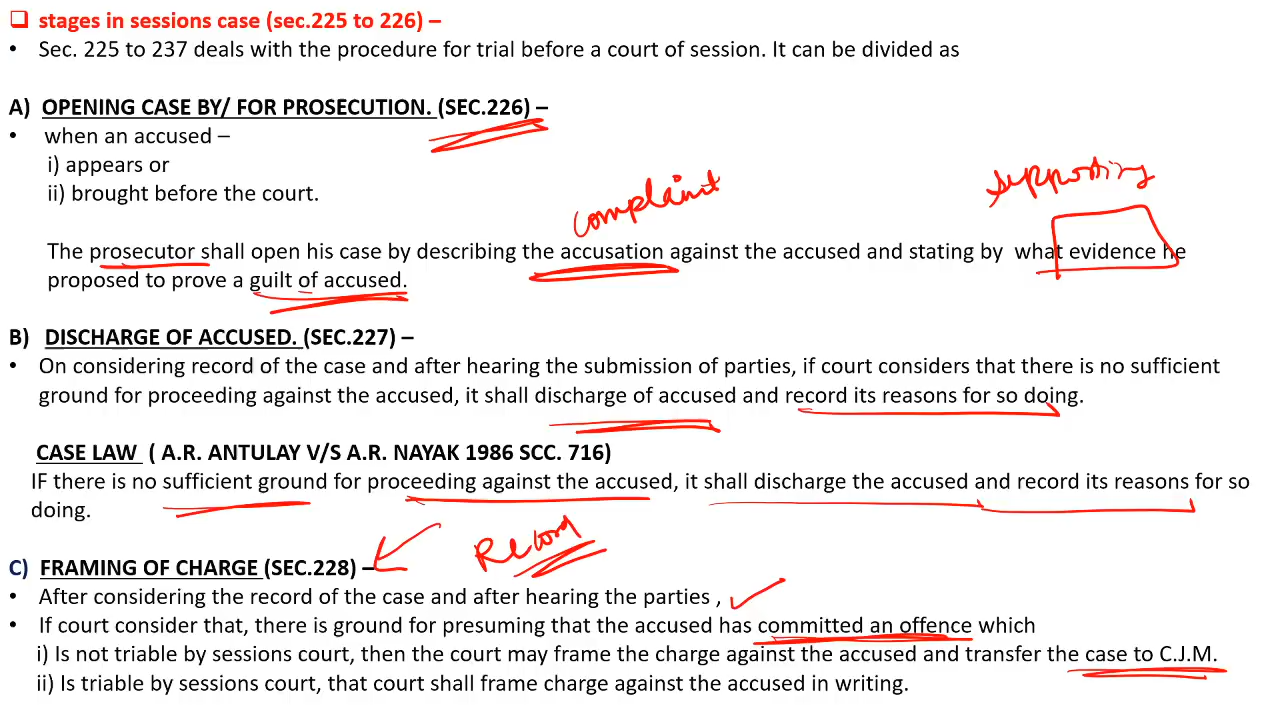 ❑ stages in sessions case (sec.225 to 226) –
• Sec. 225 to 237 deals with the procedure for trial before a court of session. It can be divided as
A) OPENING CASE BY/ FOR PROSECUTION. (SEC.226) –
• when an accused –
i) appears or
ii) brought before the court.
complaint
supporting
The prosecutor shall open his case by describing the accusation against the accused and stating by what evidence he
proposed to prove a guilt of accused.
B) DISCHARGE OF ACCUSED. (SEC.227) –
• On considering record of the case and after hearing the submission of parties, if court considers that there is no sufficient
ground for proceeding against the accused, it shall discharge of accused and record its reasons for so doing.
CASE LAW ( A.R. ANTULAY V/S A.R. NAYAK 1986 SCC. 716)
IF there is no sufficient ground for proceeding against the accused, it shall discharge the accused and record its reasons for so
doing.
Record
C) FRAMING OF CHARGE (SEC.228) –
• After considering the record of the case and after hearing the parties ,
• If court consider that, there is ground for presuming that the accused has committed an offence which
i) Is not triable by sessions court, then the court may frame the charge against the accused and transfer the case to C.J.M.
ii) Is triable by sessions court, that court shall frame charge against the accused in writing.